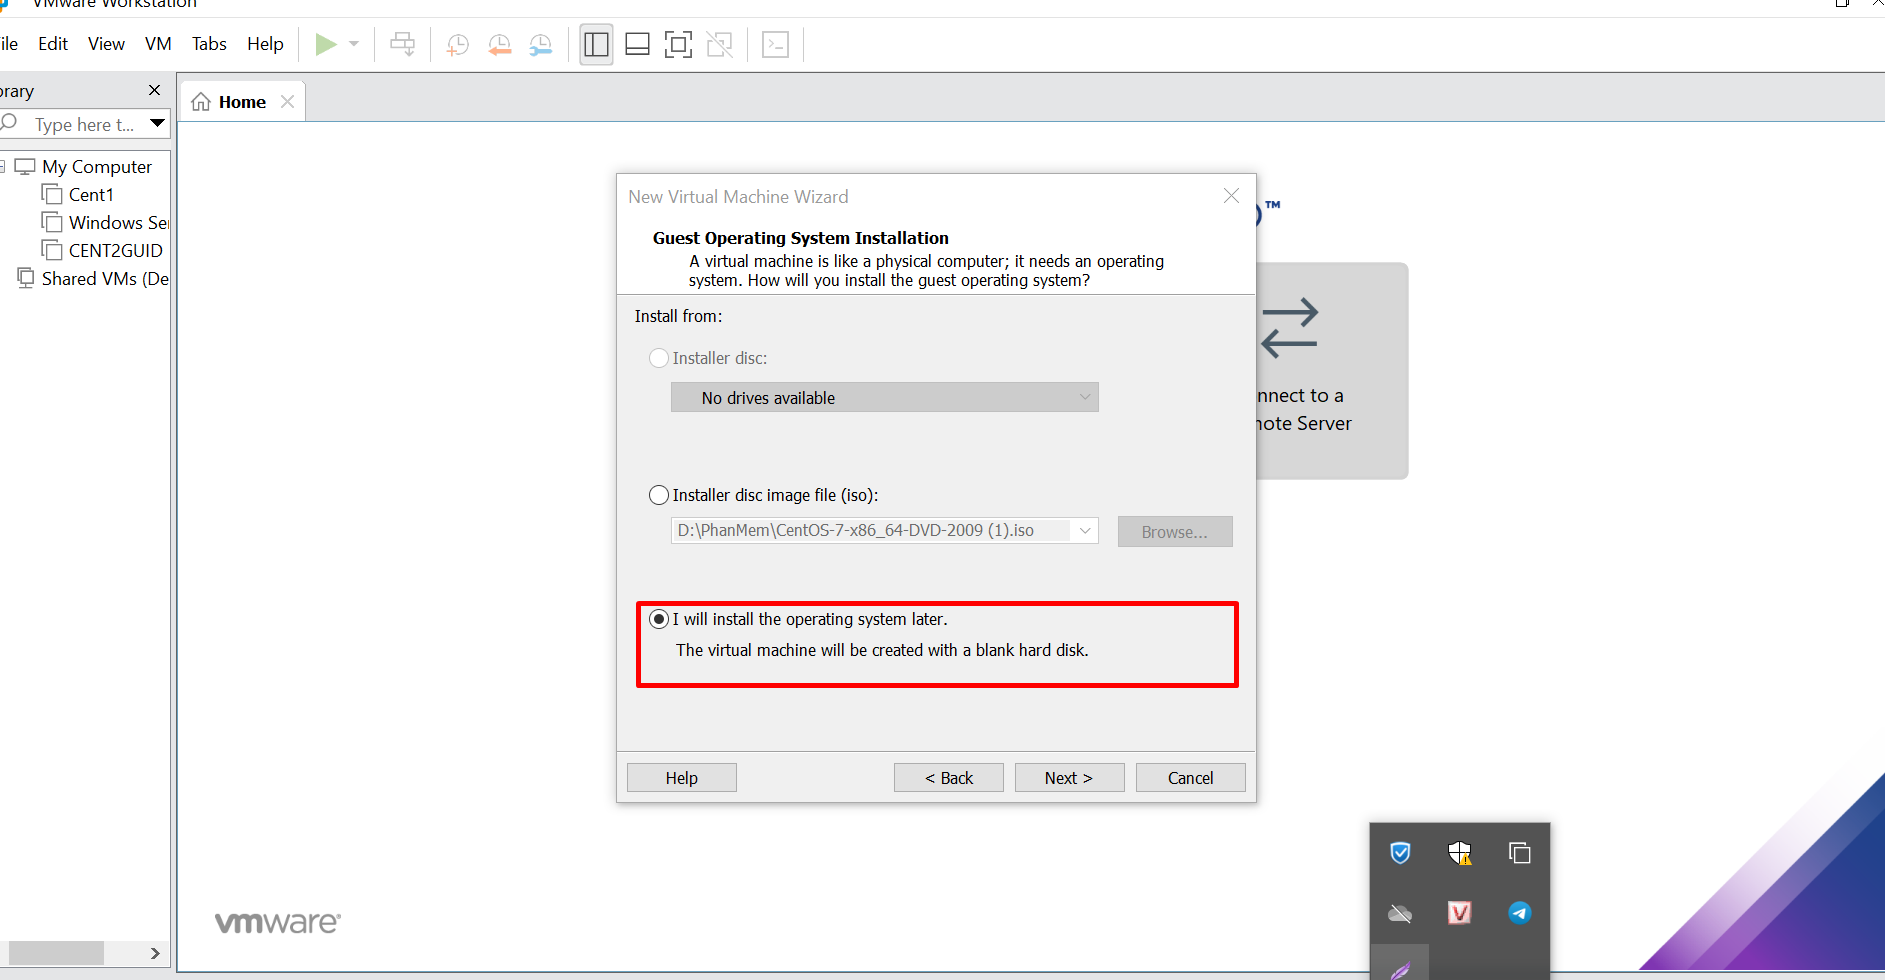 VMware Workstation
ile Edit View VM Tabs Help
brary
Home
Type here t...
My Computer
Cent1
Windows Se
CENT2GUID
Shared VMs (De
New Virtual Machine Wizard
Guest Operating System Installation
A virtual machine is like a physical computer; it needs an operating
system. How will you install the guest operating system?
Install from:
Installer disc:
No drives available
Installer disc image file (iso):
D:\PhanMem\CentOS-7-x86_64-DVD-2009 (1).iso
Browse...
I will install the operating system later.
The virtual machine will be created with a blank hard disk.
Help
< Back
Next >
Cancel
TM
nnect to a
ote Server
vmware